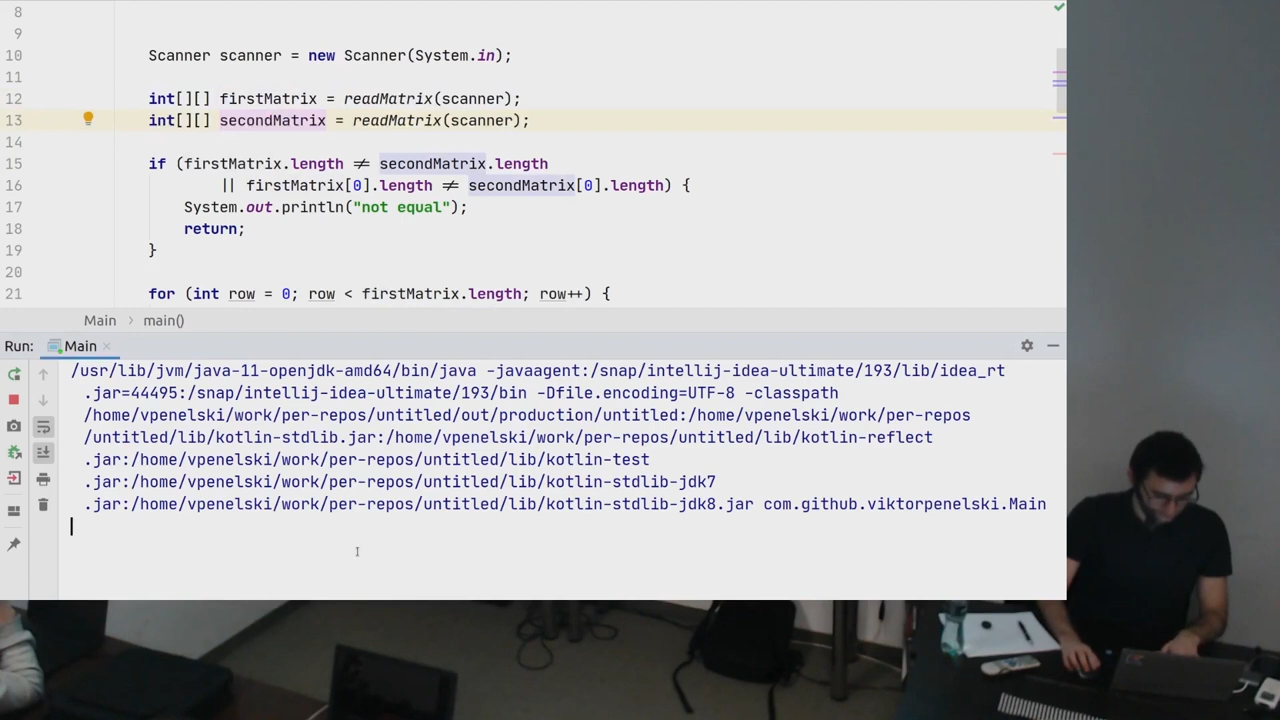 8
9
10 Scanner scanner = new Scanner(System.in);
11
12 int[][] firstMatrix = readMatrix(scanner);
13 int[][] secondMatrix = readMatrix(scanner);
14
15 if (firstMatrix.length ≠ secondMatrix.length
16 || firstMatrix[0].length ≠ secondMatrix[0].length) {
17 System.out.println("not equal");
18 return;
19 }
20
21 for (int row = 0; row < firstMatrix.length; row++) {
Main > main()
Run: Main
/usr/lib/jvm/java-11-openjdk-amd64/bin/java -javaagent:/snap/intellij-idea-ultimate/193/lib/idea_rt
.jar=44495:/snap/intellij-idea-ultimate/193/bin -Dfile.encoding=UTF-8 -classpath
/home/vpenelski/work/per-repos/untitled/out/production/untitled:/home/vpenelski/work/per-repos
/untitled/lib/kotlin-stdlib.jar:/home/vpenelski/work/per-repos/untitled/lib/kotlin-reflect
.jar:/home/vpenelski/work/per-repos/untitled/lib/kotlin-test
.jar:/home/vpenelski/work/per-repos/untitled/lib/kotlin-stdlib-jdk7
.jar:/home/vpenelski/work/per-repos/untitled/lib/kotlin-stdlib-jdk8.jar com.github.viktorpenelski.Main